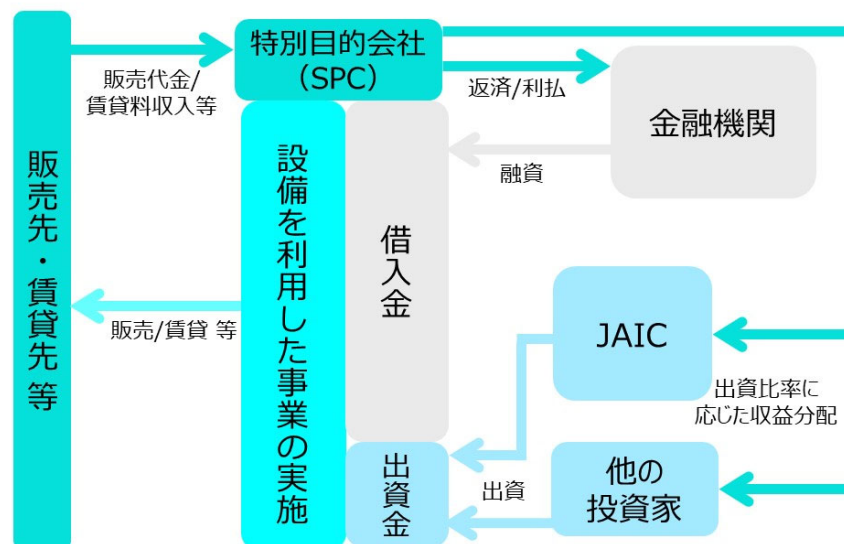 特別目的会社
（SPC）
販売代金/
賃貸料収入等
返済/利払
金融機関
融資
販売先・賃貸先 等
設備を利用した事業の実施
借入金
販売/賃貸 等
JAIC
出資比率に
応じた収益分配
出資金
出資
他の
投資家